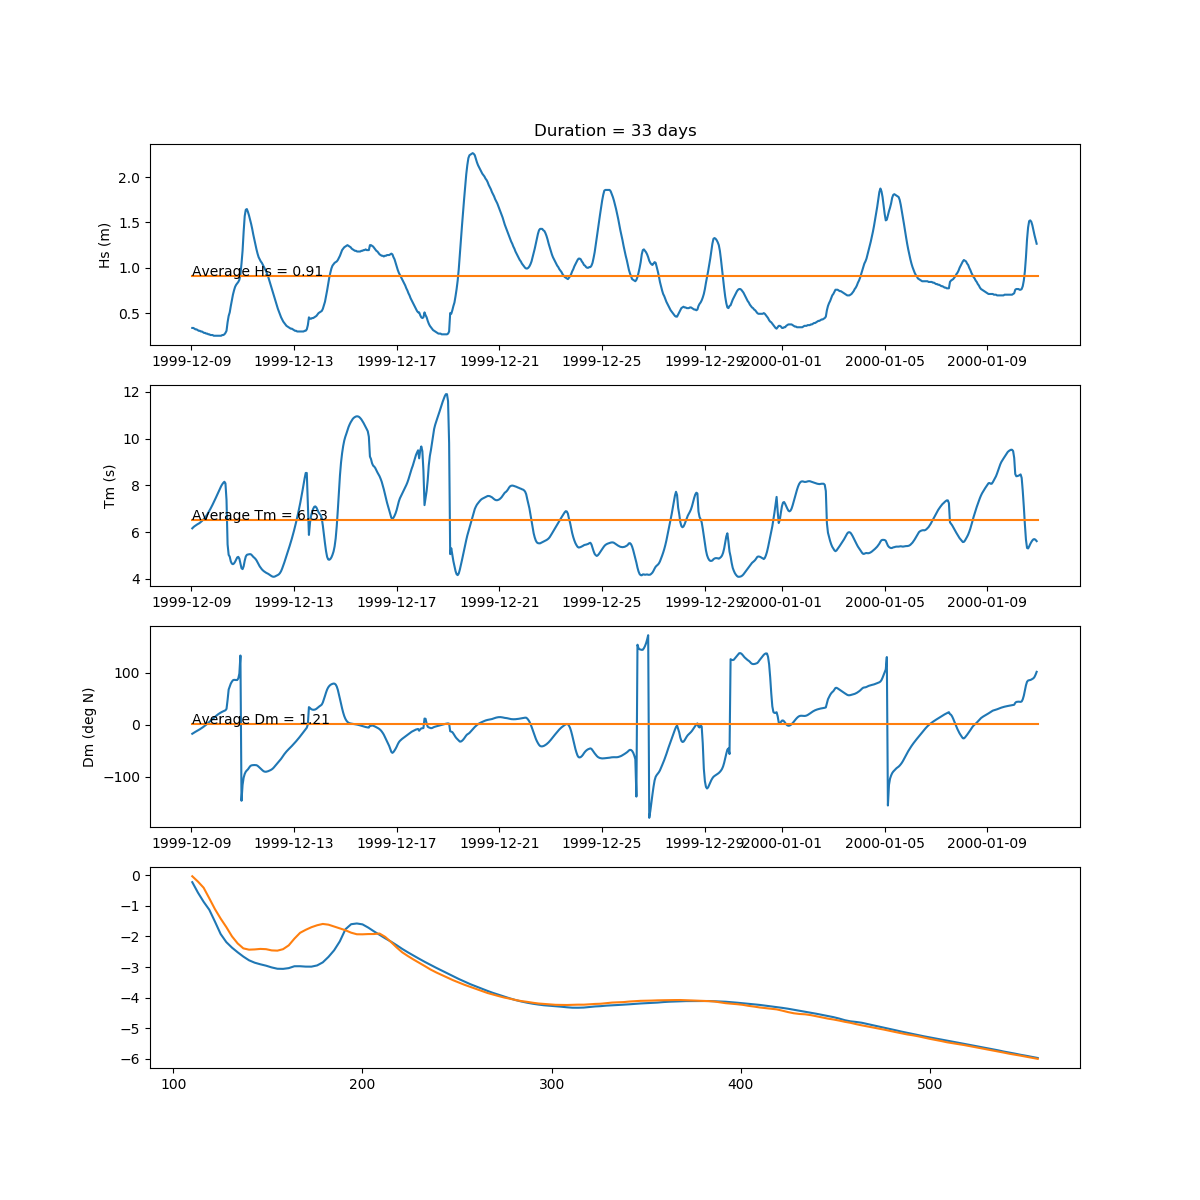 Duration = 33 days
Hs (m)
2.0
1.5
1.0
0.5
Average Hs = 0.91
1999-12-09 1999-12-13 1999-12-17 1999-12-21 1999-12-25 1999-12-29 2000-01-01 2000-01-05 2000-01-09
Tm (s)
12
10
8
6
4
Average Tm = 6.53
1999-12-09 1999-12-13 1999-12-17 1999-12-21 1999-12-25 1999-12-29 2000-01-01 2000-01-05 2000-01-09
Dm (deg N)
100
0
−100
Average Dm = 1.21
1999-12-09 1999-12-13 1999-12-17 1999-12-21 1999-12-25 1999-12-29 2000-01-01 2000-01-05 2000-01-09
0
−1
−2
−3
−4
−5
−6
100 200 300 400 500